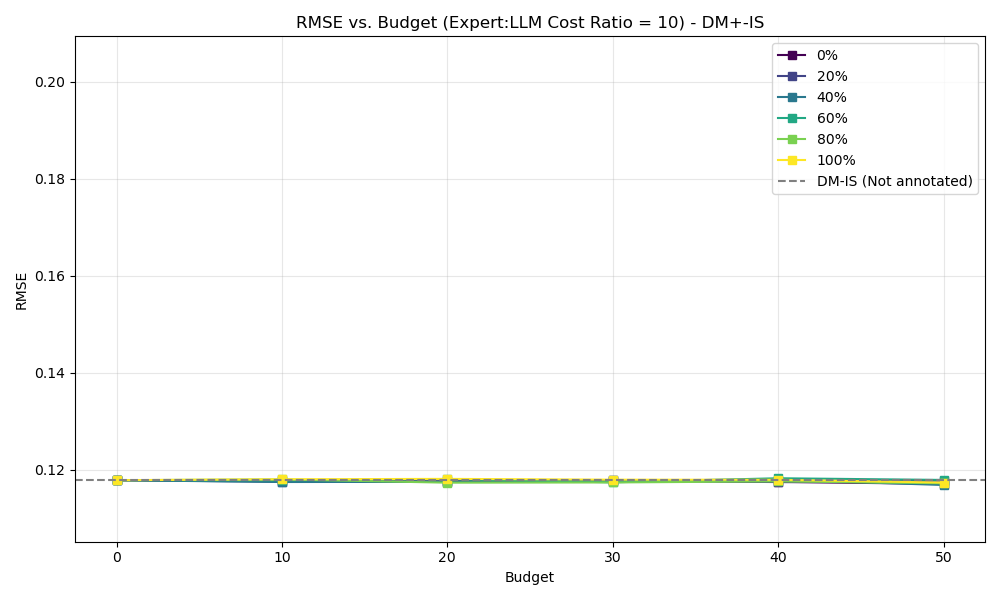 RMSE vs. Budget (Expert:LLM Cost Ratio = 10) - DM+-IS
0%
20%
40%
60%
80%
100%
DM-IS (Not annotated)
0.20
0.18
0.16
0.14
0.12
RMSE
0 10 20 30 40 50
Budget